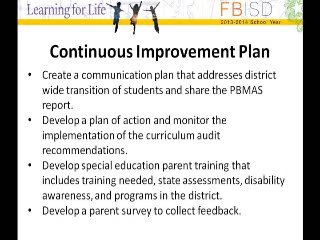 Learning for Life
FBISD
2013-2014 School Year
Continuous Improvement Plan
• Create a communication plan that addresses district
wide transition of students and share the PBMAS
report.
• Develop a plan of action and monitor the
implementation of the curriculum audit
recommendations.
• Develop special education parent training that
includes training needed, state assessments, disability
awareness, and programs in the district.
• Develop a parent survey to collect feedback.